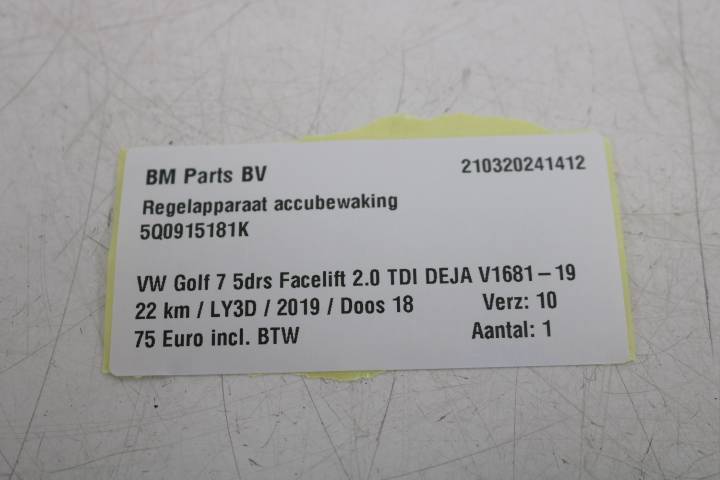 BM Parts BV 210320241412
Regelapparaat accubewaking
5Q0915181K
VW Golf 7 5drs Facelift 2.0 TDI DEJA V1681-19
22 km / LY3D / 2019 / Doos 18 Verz: 10
75 Euro incl. BTW Aantal: 1